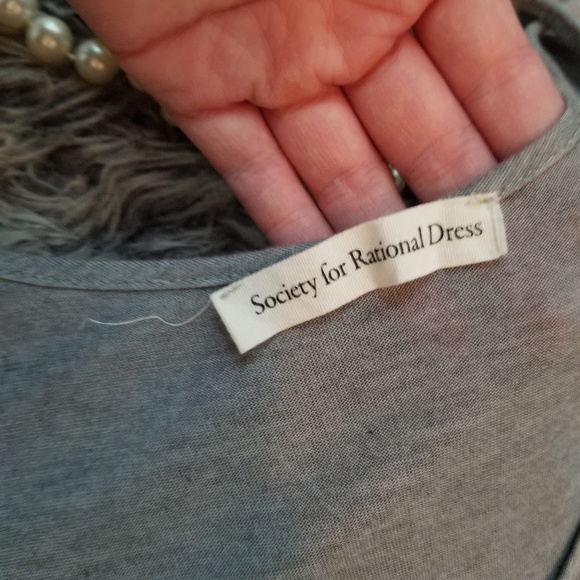 Society for Rational Dress